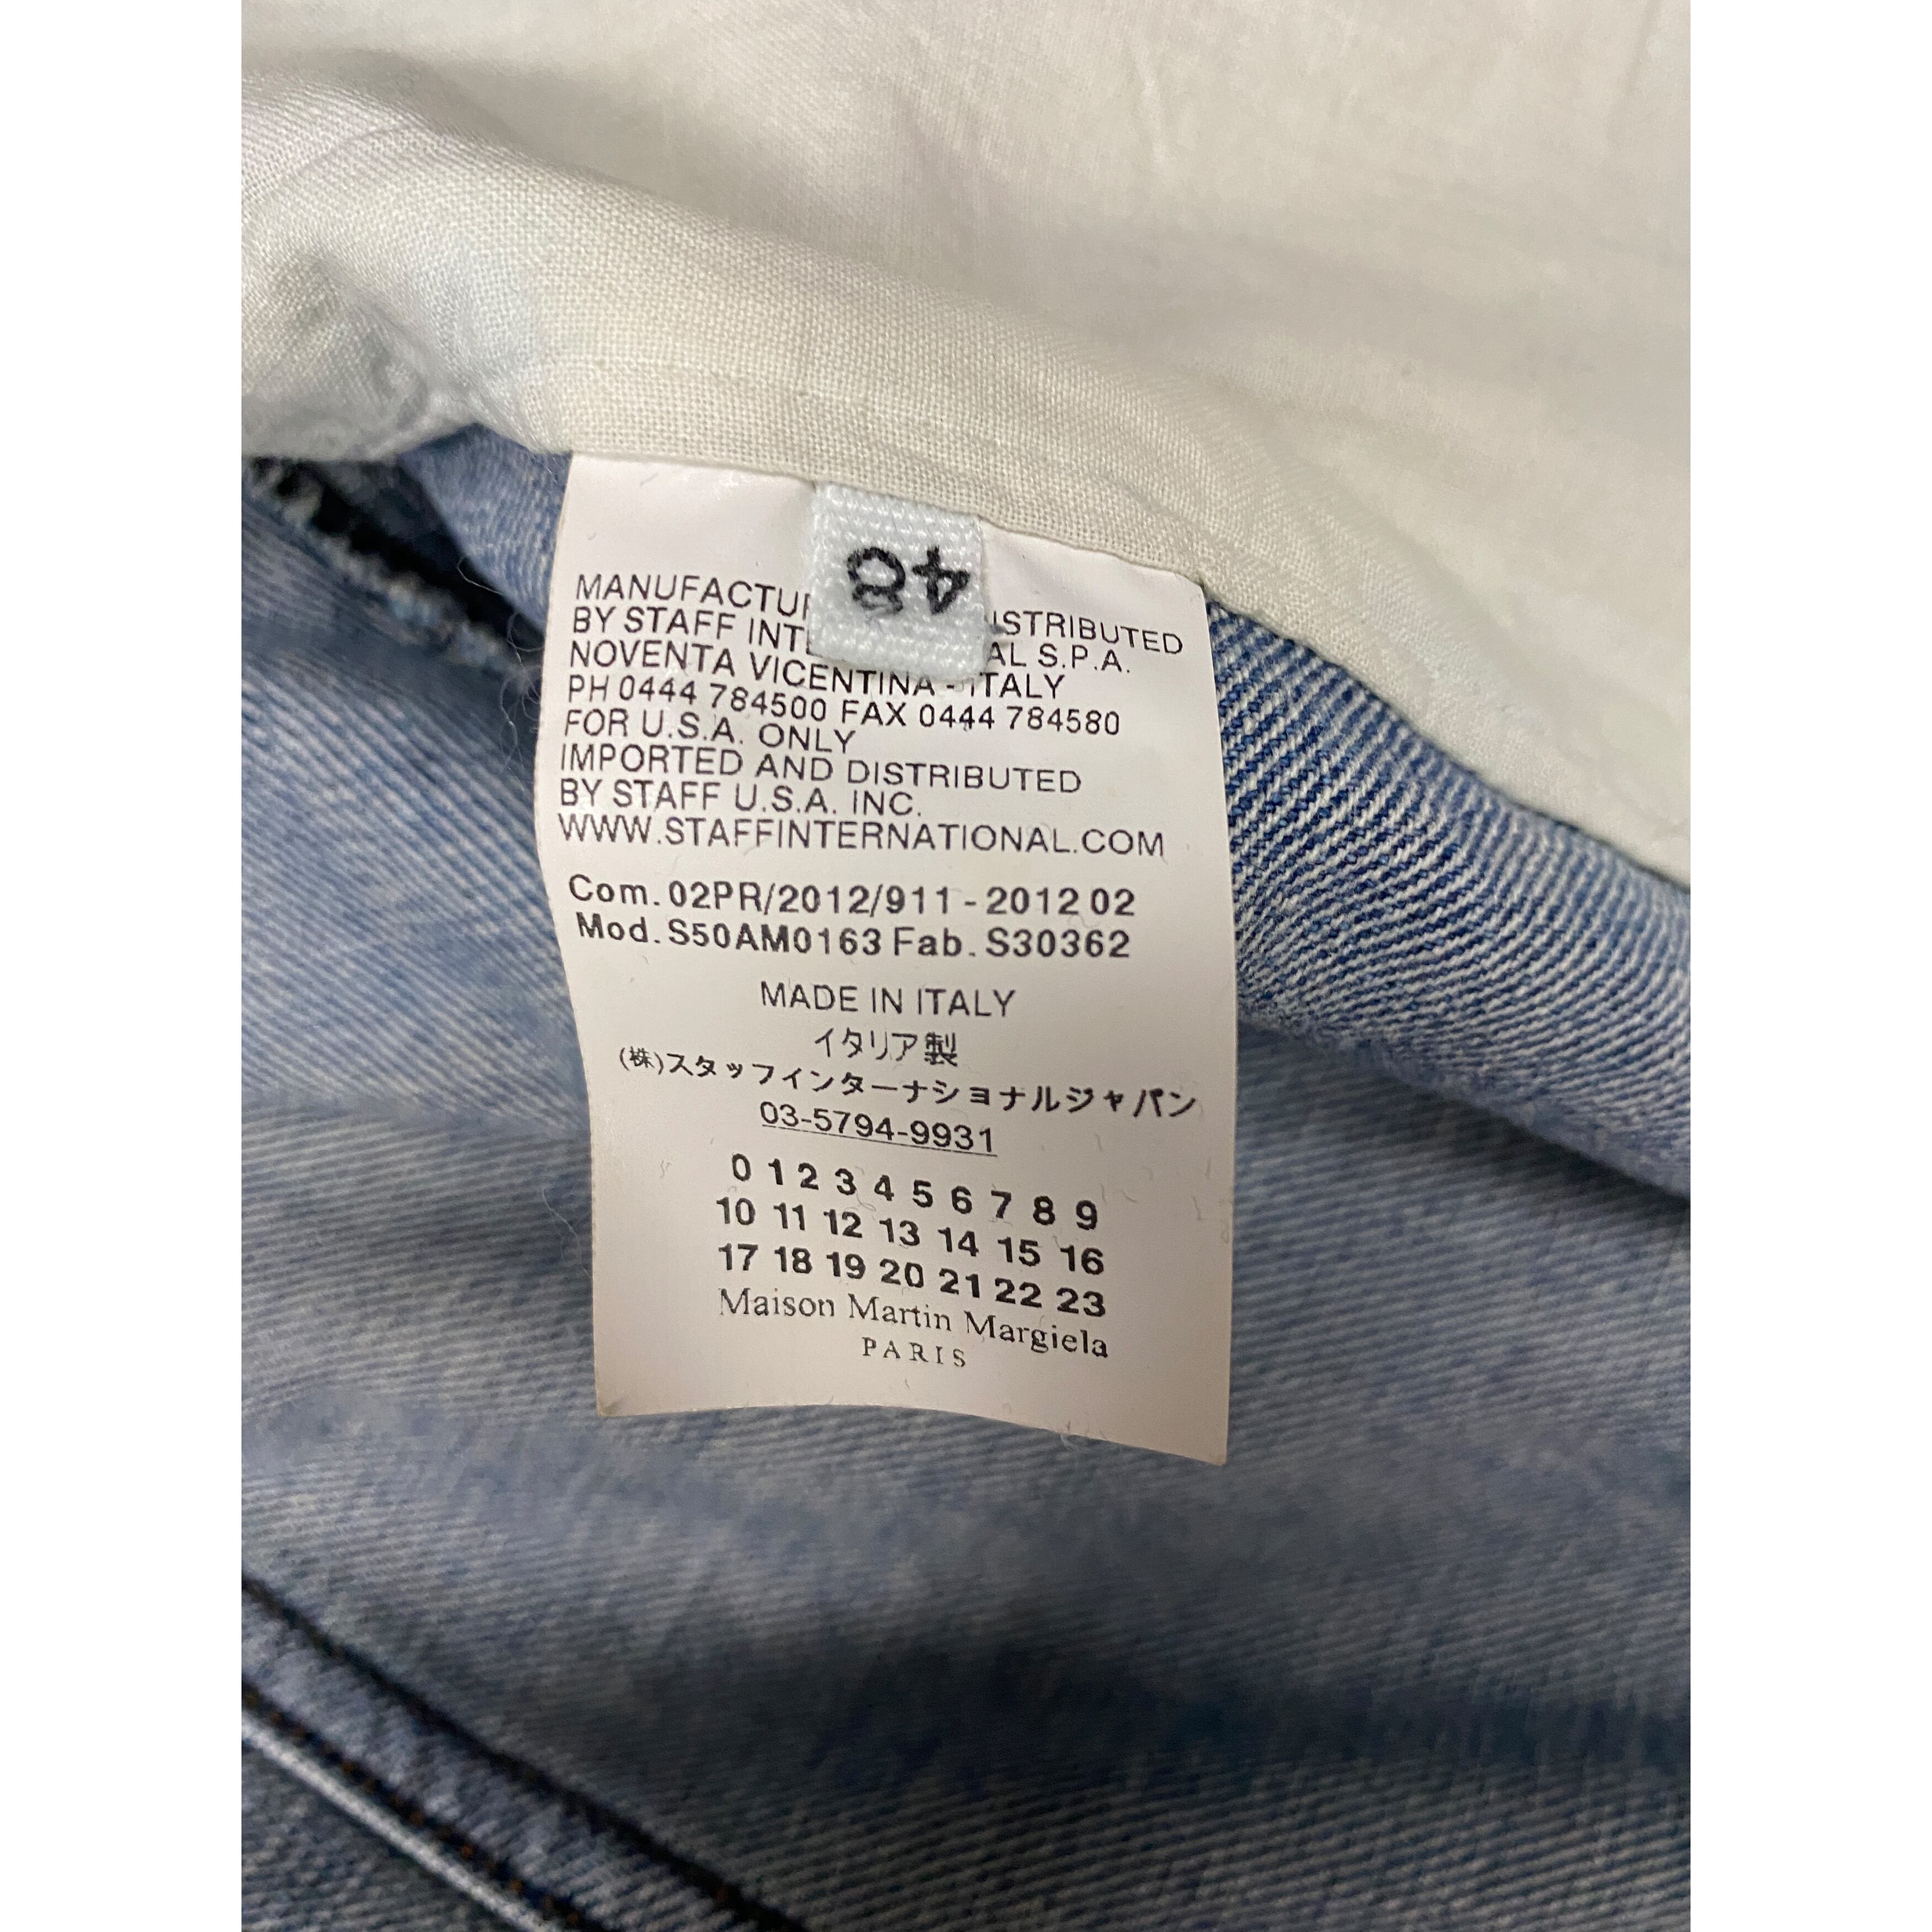 48
MANUFACTUR ISTRIBUTED
BY STAFF INT AL S.P.A.
NOVENTA VICENTINA - ITALY
PH 0444 784500 FAX 0444 784580
FOR U.S.A. ONLY
IMPORTED AND DISTRIBUTED
BY STAFF U.S.A. INC.
WWW.STAFFINTERNATIONAL.COM
Com. 02PR/2012/911 - 2012 02
Mod. S50AM0163 Fab. S30362
MADE IN ITALY
イタリア製
(株)スタッフインターナショナルジャパン
03-5794-9931
0 1 2 3 4 5 6 7 8 9
10 11 12 13 14 15 16
17 18 19 20 21 22 23
Maison Martin Margiela
PARIS